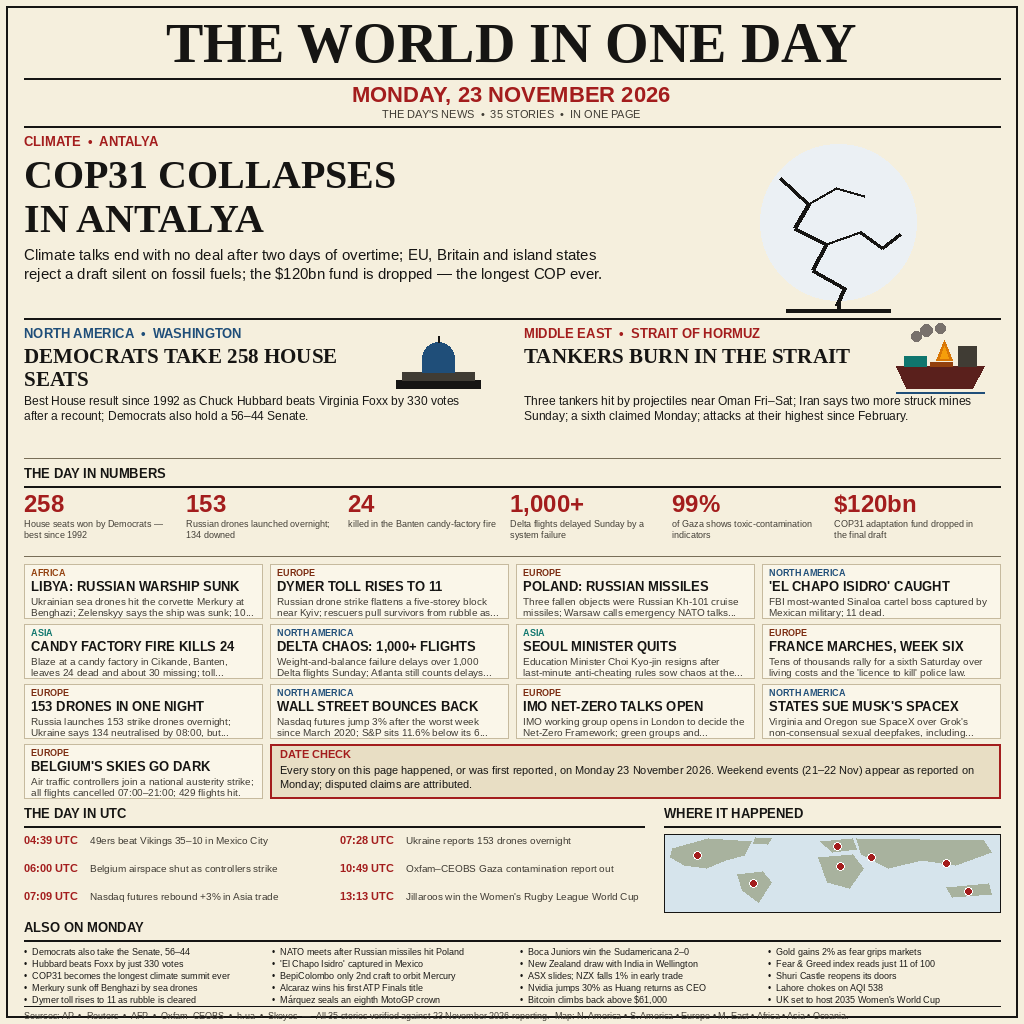 THE WORLD IN ONE DAY
MONDAY, 23 NOVEMBER 2026
THE DAY'S NEWS • 35 STORIES • IN ONE PAGE
CLIMATE • ANTALYA
COP31 COLLAPSES
IN ANTALYA
Climate talks end with no deal after two days of overtime; EU, Britain and island states
reject a draft silent on fossil fuels; the $120bn fund is dropped — the longest COP ever.
NORTH AMERICA • WASHINGTON
DEMOCRATS TAKE 258 HOUSE
SEATS
Best House result since 1992 as Chuck Hubbard beats Virginia Foxx by 330 votes
after a recount; Democrats also hold a 56–44 Senate.
MIDDLE EAST • STRAIT OF HORMUZ
TANKERS BURN IN THE STRAIT
Three tankers hit by projectiles near Oman Fri–Sat; Iran says two more struck mines
Sunday; a sixth claimed Monday; attacks at their highest since February.
THE DAY IN NUMBERS
258
House seats won by Democrats —
best since 1992
153
Russian drones launched overnight;
134 downed
24
killed in the Banten candy-factory fire
1,000+
Delta flights delayed Sunday by a
system failure
99%
of Gaza shows toxic-contamination
indicators
$120bn
COP31 adaptation fund dropped in
the final draft
AFRICA
LIBYA: RUSSIAN WARSHIP SUNK
Ukrainian sea drones hit the corvette Merkury at
Benghazi; Zelenskyy says the ship was sunk; 10...
EUROPE
DYMER TOLL RISES TO 11
Russian drone strike flattens a five-storey block
near Kyiv; rescuers pull survivors from rubble as...
EUROPE
POLAND: RUSSIAN MISSILES
Three fallen objects were Russian Kh-101 cruise
missiles; Warsaw calls emergency NATO talks...
NORTH AMERICA
'EL CHAPO ISIDRO' CAUGHT
FBI most-wanted Sinaloa cartel boss captured by
Mexican military; 11 dead.
ASIA
CANDY FACTORY FIRE KILLS 24
Blaze at a candy factory in Cikande, Banten,
leaves 24 dead and about 30 missing; toll...
NORTH AMERICA
DELTA CHAOS: 1,000+ FLIGHTS
Weight-and-balance failure delays over 1,000
Delta flights Sunday; Atlanta still counts delays...
ASIA
SEOUL MINISTER QUITS
Education Minister Choi Kyo-jin resigns after
last-minute anti-cheating rules sow chaos at the...
EUROPE
FRANCE MARCHES, WEEK SIX
Tens of thousands rally for a sixth Saturday over
living costs and the 'licence to kill' police law.
EUROPE
153 DRONES IN ONE NIGHT
Russia launches 153 strike drones overnight;
Ukraine says 134 neutralised by 08:00, but...
NORTH AMERICA
WALL STREET BOUNCES BACK
Nasdaq futures jump 3% after the worst week
since March 2020; S&P sits 11.6% below its 6...
EUROPE
IMO NET-ZERO TALKS OPEN
IMO working group opens in London to decide the
Net-Zero Framework; green groups and...
NORTH AMERICA
STATES SUE MUSK'S SPACEX
Virginia and Oregon sue SpaceX over Grok's
non-consensual sexual deepfakes, including...
EUROPE
BELGIUM'S SKIES GO DARK
Air traffic controllers join a national austerity strike;
all flights cancelled 07:00–21:00; 429 flights hit.
DATE CHECK
Every story on this page happened, or was first reported, on Monday 23 November 2026. Weekend events (21–22 Nov) appear as reported on
Monday; disputed claims are attributed.
THE DAY IN UTC
04:39 UTC 49ers beat Vikings 35–10 in Mexico City
06:00 UTC Belgium airspace shut as controllers strike
07:09 UTC Nasdaq futures rebound +3% in Asia trade
07:28 UTC Ukraine reports 153 drones overnight
10:49 UTC Oxfam–CEOBS Gaza contamination report out
13:13 UTC Jillaroos win the Women's Rugby League World Cup
WHERE IT HAPPENED
ALSO ON MONDAY
• Democrats also take the Senate, 56–44
• Hubbard beats Foxx by just 330 votes
• COP31 becomes the longest climate summit ever
• Merkury sunk off Benghazi by sea drones
• Dymer toll rises to 11 as rubble is cleared
• NATO meets after Russian missiles hit Poland
• 'El Chapo Isidro' captured in Mexico
• BepiColombo only 2nd craft to orbit Mercury
• Alcaraz wins his first ATP Finals title
• Márquez seals an eighth MotoGP crown
• Boca Juniors win the Sudamericana 2–0
• New Zealand draw with India in Wellington
• ASX slides; NZX falls 1% in early trade
• Nvidia jumps 30% as Huang returns as CEO
• Bitcoin climbs back above $61,000
• Gold gains 2% as fear grips markets
• Fear & Greed index reads just 11 of 100
• Shuri Castle reopens its doors
• Lahore chokes on AQI 538
• UK set to host 2035 Women's World Cup
Sources: AP • Reuters • AFP • Oxfam–CEOBS • All 35 stories verified against 23 November 2026 reporting. Map: N. America • S. America • Europe • M. East • Africa • Asia • Oceania.